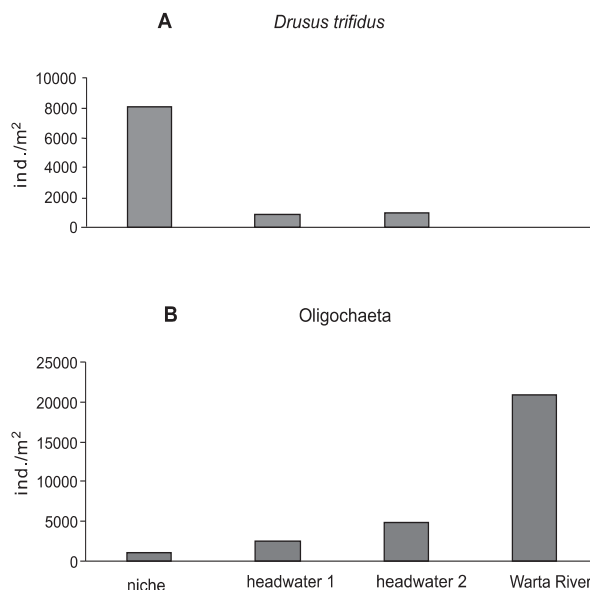 A Drusus trifidus
10000
8000
6000
4000
2000
0
ind./m²
B Oligochaeta
25000
20000
15000
10000
5000
0
ind./m²
niche headwater 1 headwater 2 Warta River